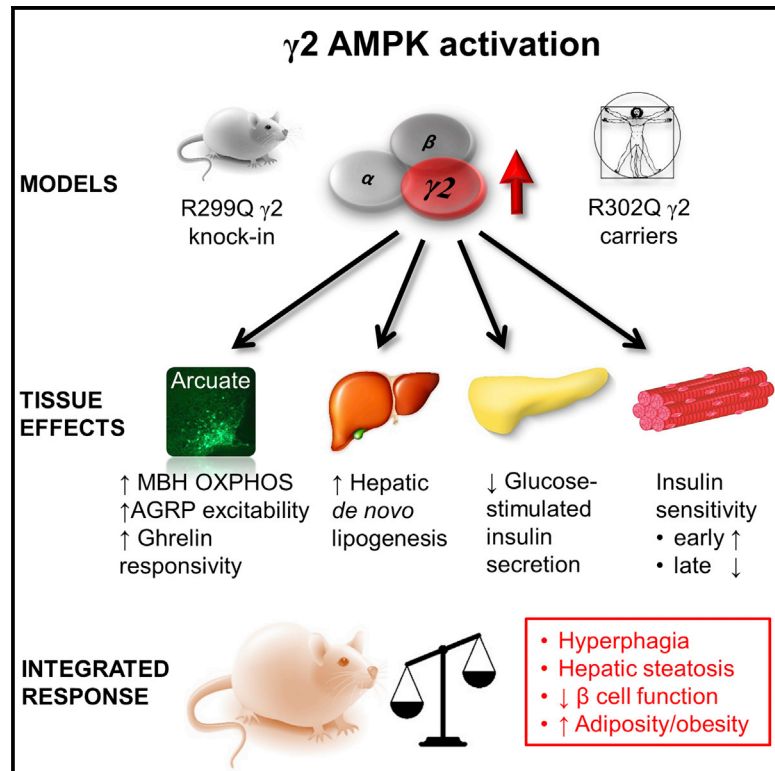 γ2 AMPK activation
MODELS
R299Q γ2
knock-in
α
β
γ2
R302Q γ2
carriers
TISSUE
EFFECTS
Arcuate
↑ MBH OXPHOS
↑AGRP excitability
↑ Ghrelin
responsivity
↑ Hepatic
de novo
lipogenesis
↓ Glucose-
stimulated
insulin
secretion
Insulin
sensitivity
• early ↑
• late ↓
INTEGRATED
RESPONSE
• Hyperphagia
• Hepatic steatosis
• ↓ β cell function
• ↑ Adiposity/obesity